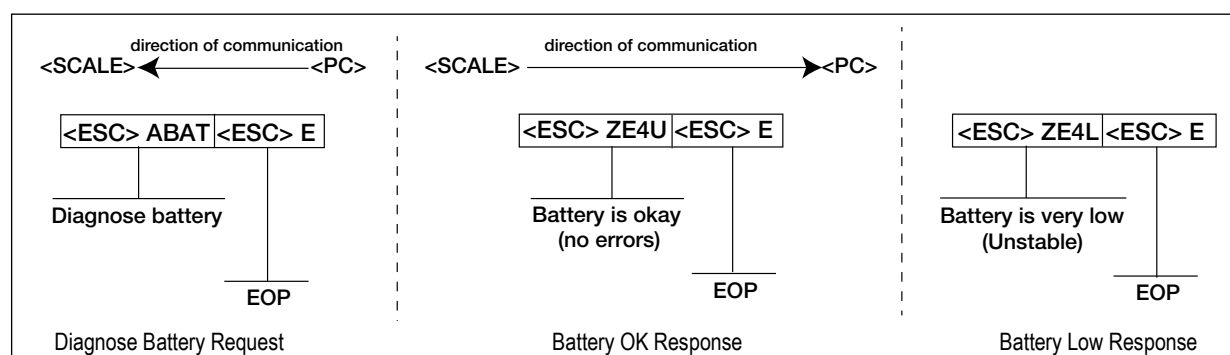 direction of communication
<SCALE> <PC>
<ESC> ABAT <ESC> E
Diagnose battery
EOP
Diagnose Battery Request
direction of communication
<SCALE> <PC>
<ESC> ZE4U <ESC> E
Battery is okay
(no errors)
EOP
Battery OK Response
<ESC> ZE4L <ESC> E
Battery is very low
(Unstable)
EOP
Battery Low Response